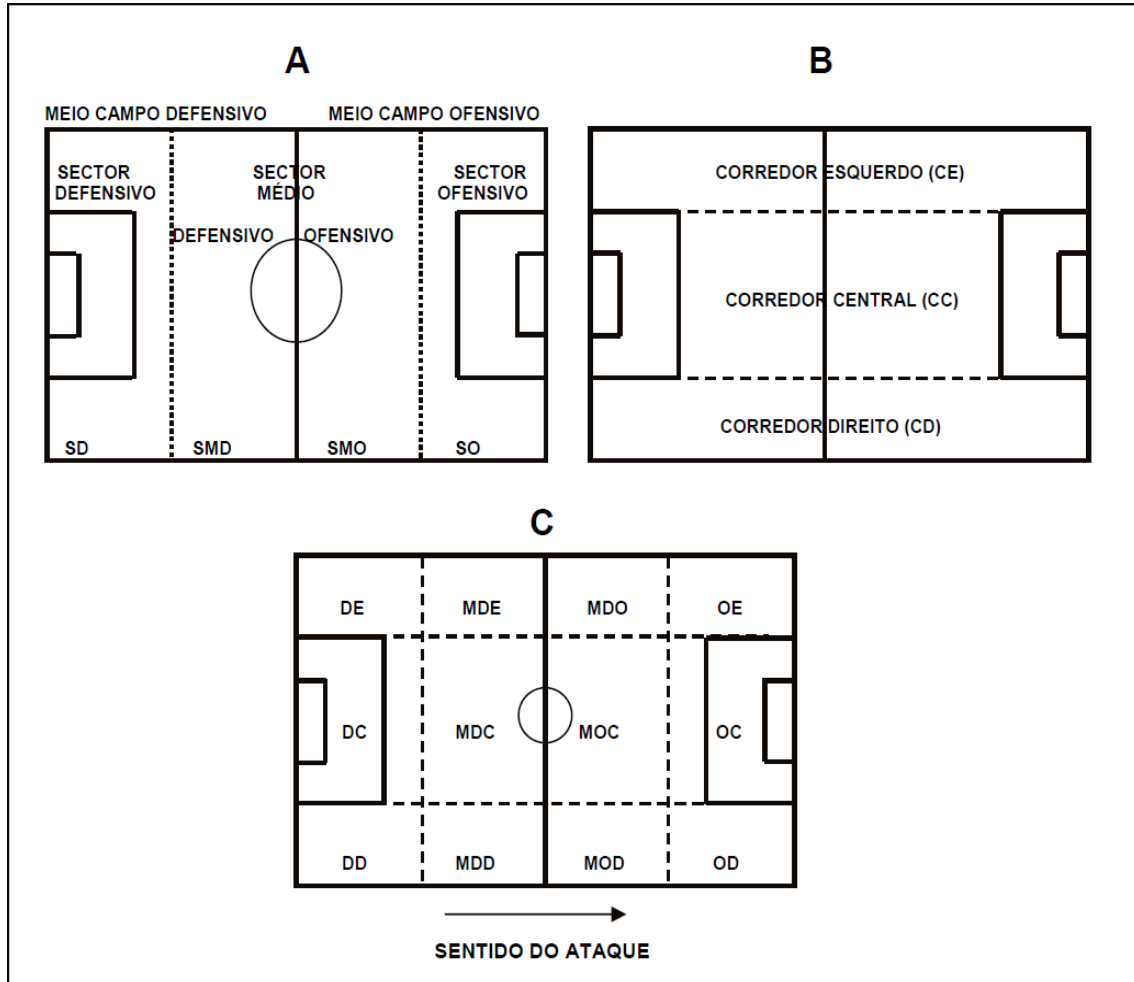 A
MEIO CAMPO DEFENSIVO MEIO CAMPO OFENSIVO
SECTOR DEFENSIVO
SECTOR MÉDIO
SECTOR OFENSIVO
DEFENSIVO OFENSIVO
SD SMD SMO SO
B
CORREDOR ESQUERDO (CE)
CORREDOR CENTRAL (CC)
CORREDOR DIREITO (CD)
C
DE MDE MDO OE
DC MDC MOC OC
DD MDD MOD OD
SENTIDO DO ATAQUE